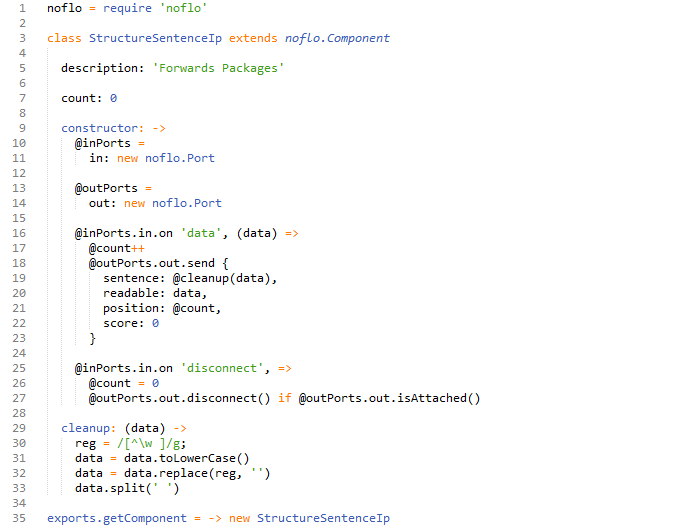 1 noflo = require 'noflo'
2
3 class StructureSentenceIp extends noflo.Component
4
5   description: 'Forwards Packages'
6
7   count: 0
8
9   constructor: ->
10     @inPorts =
11       in: new noflo.Port
12
13     @outPorts =
14       out: new noflo.Port
15
16     @inPorts.in.on 'data', (data) =>
17       @count++
18       @outPorts.out.send {
19         sentence: @cleanup(data),
20         readable: data,
21         position: @count,
22         score: 0
23       }
24
25     @inPorts.in.on 'disconnect', =>
26       @count = 0
27       @outPorts.out.disconnect() if @outPorts.out.isAttached()
28
29   cleanup: (data) ->
30     reg = /[^\w ]/g;
31     data = data.toLowerCase()
32     data = data.replace(reg, '')
33     data.split(' ')
34
35 exports.getComponent = -> new StructureSentenceIp